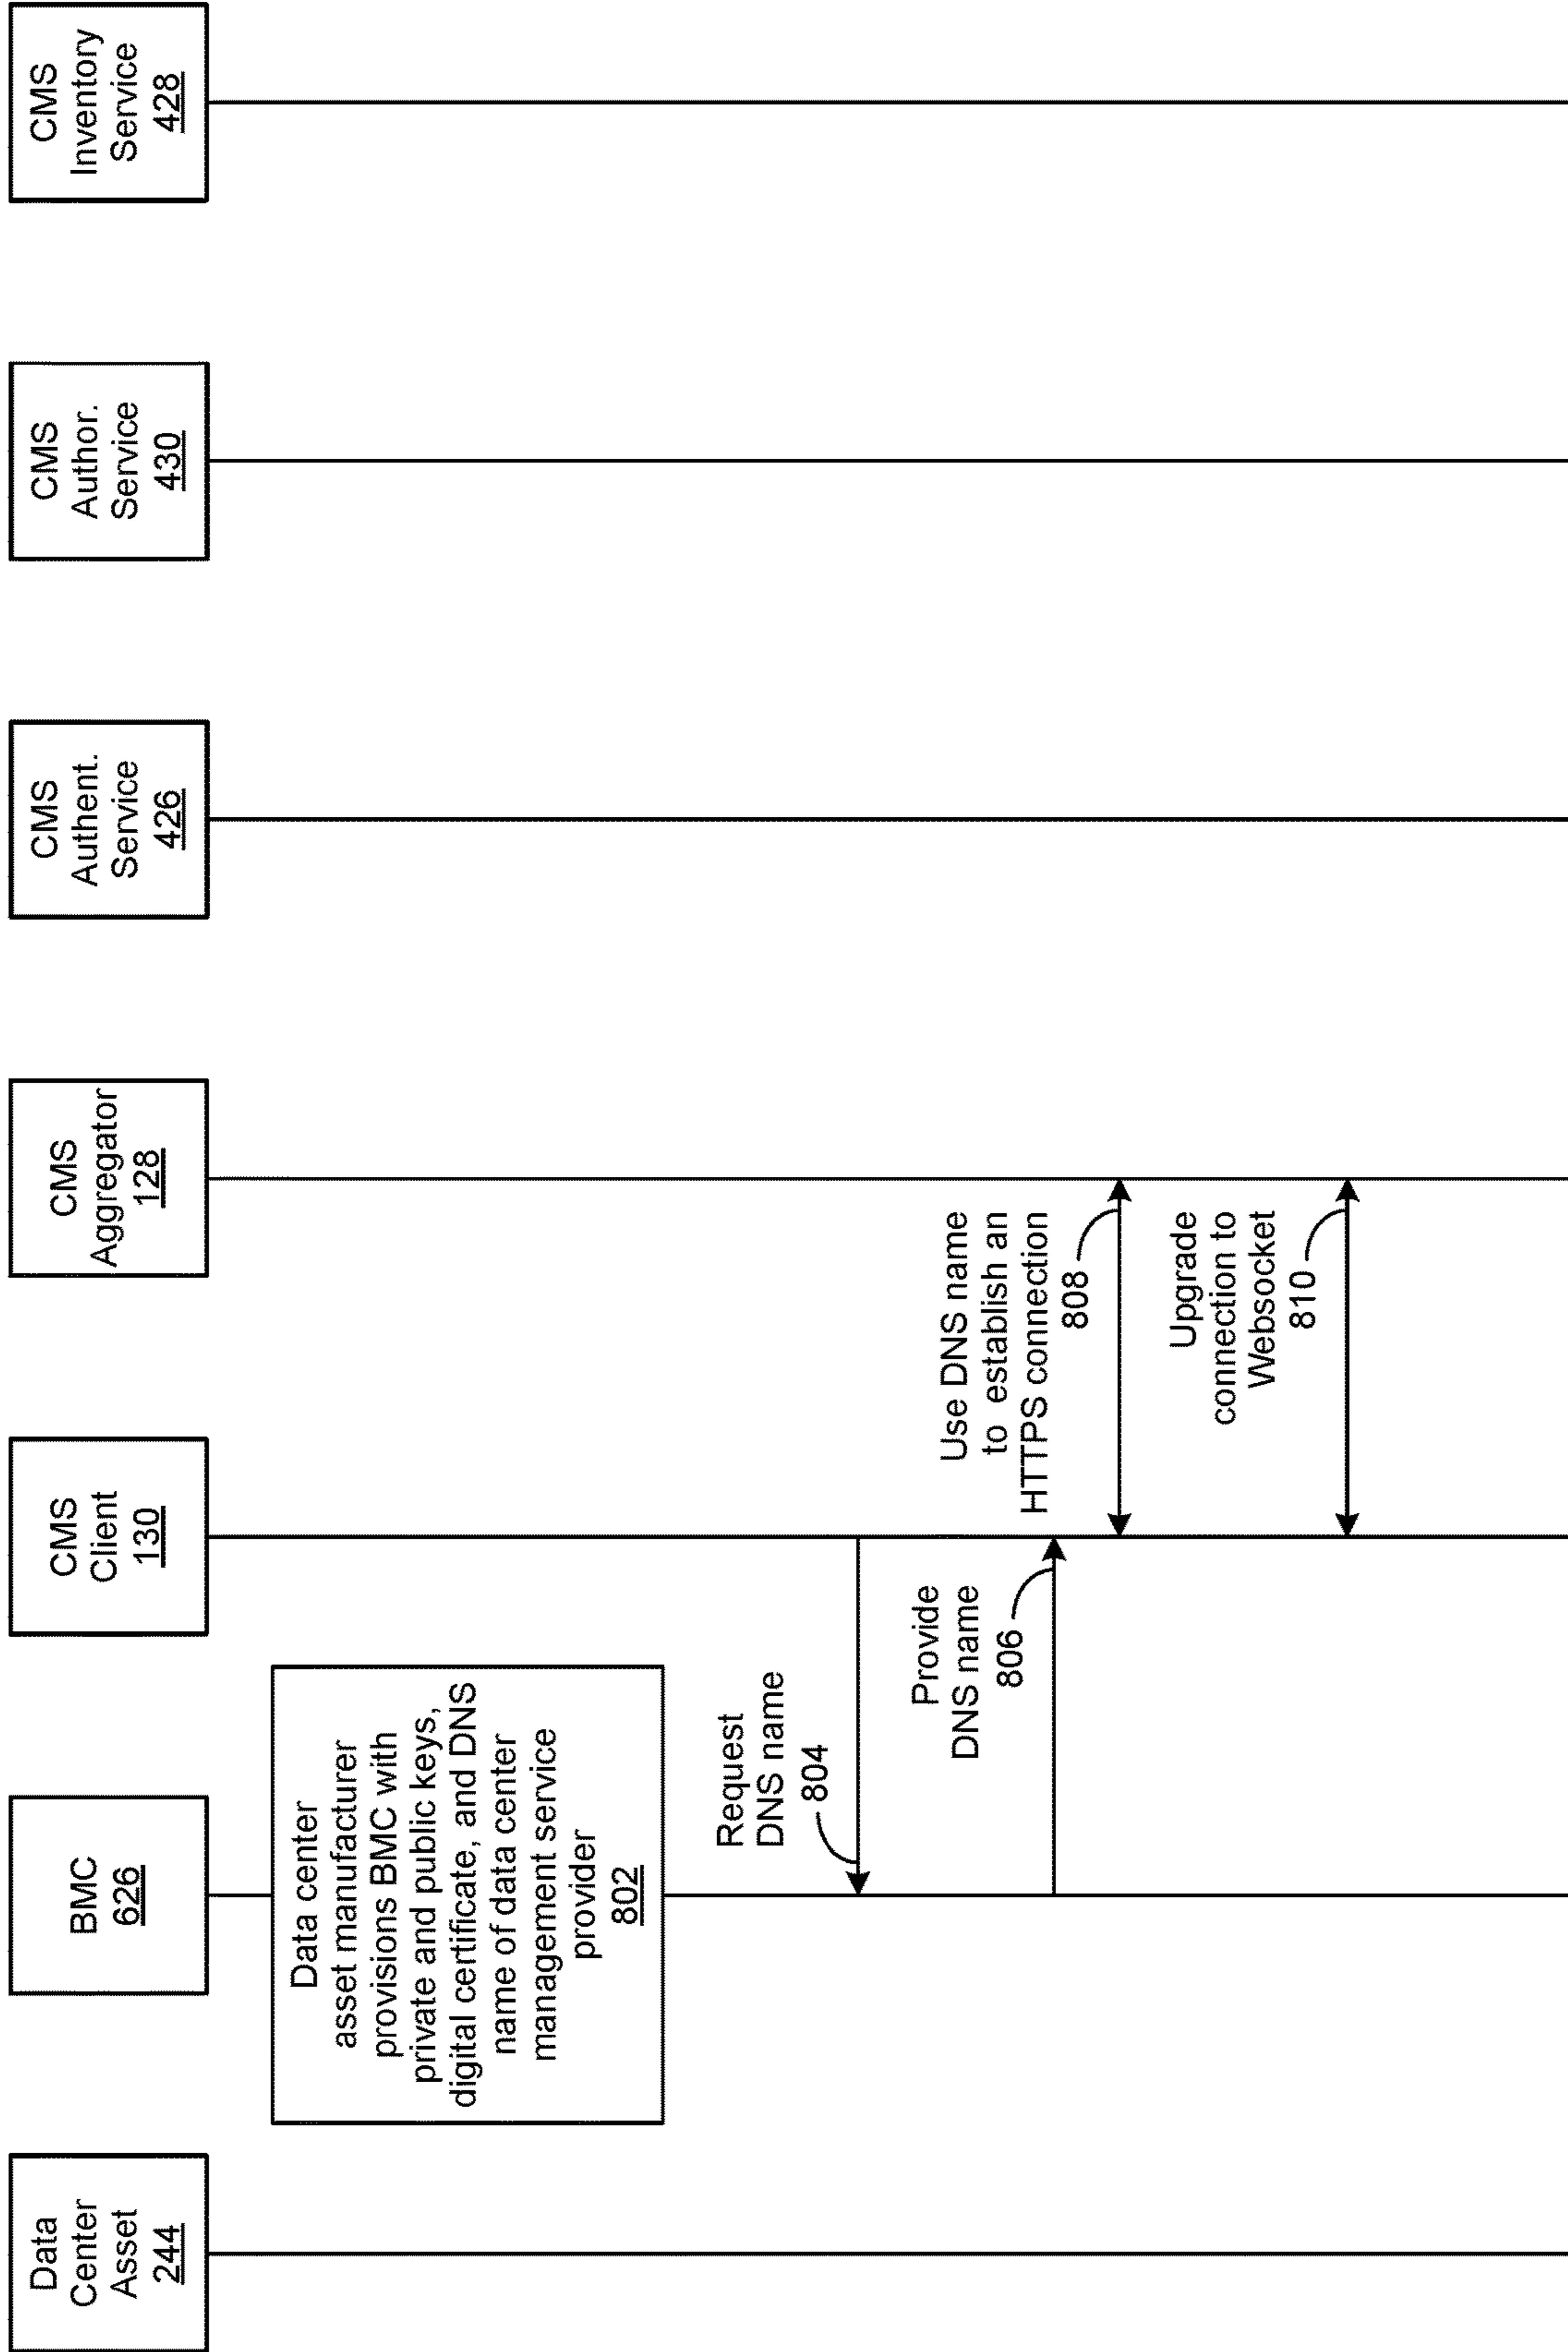 Data
Center
Asset
244
BMC
626
CMS
Client
130
CMS
Aggregator
128
CMS
Authent.
Service
426
CMS
Author.
Service
430
CMS
Inventory
Service
428
Data center
asset manufacturer
provisions BMC with
private and public keys,
digital certificate, and DNS
name of data center
management service
provider
802
Request
DNS name
804
Provide
DNS name
806
Use DNS name
to establish an
HTTPS connection
808
Upgrade
connection to
Websocket
810